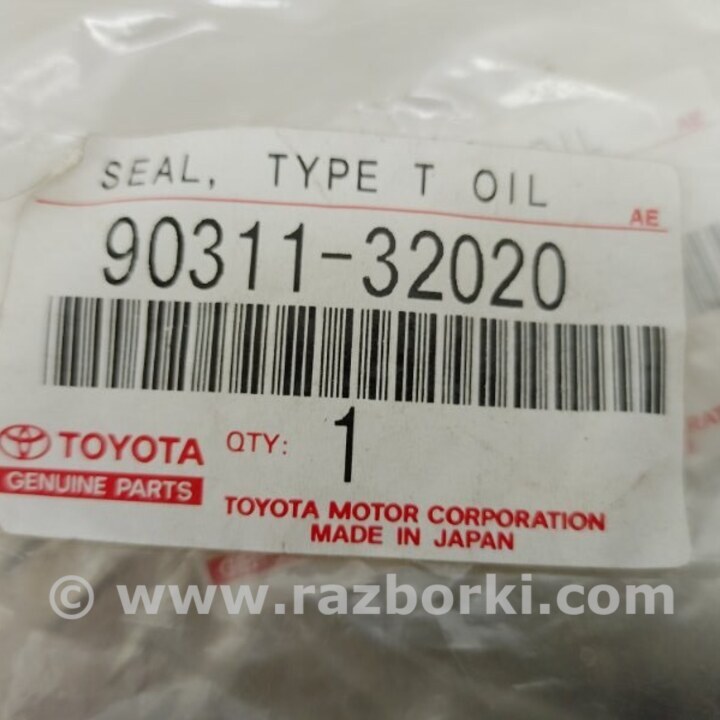 SEAL, TYPE T OIL
AE
90311-32020
TOYOTA QTY: 1
GENUINE PARTS
TOYOTA MOTOR CORPORATION
MADE IN JAPAN
© www.razborki.com